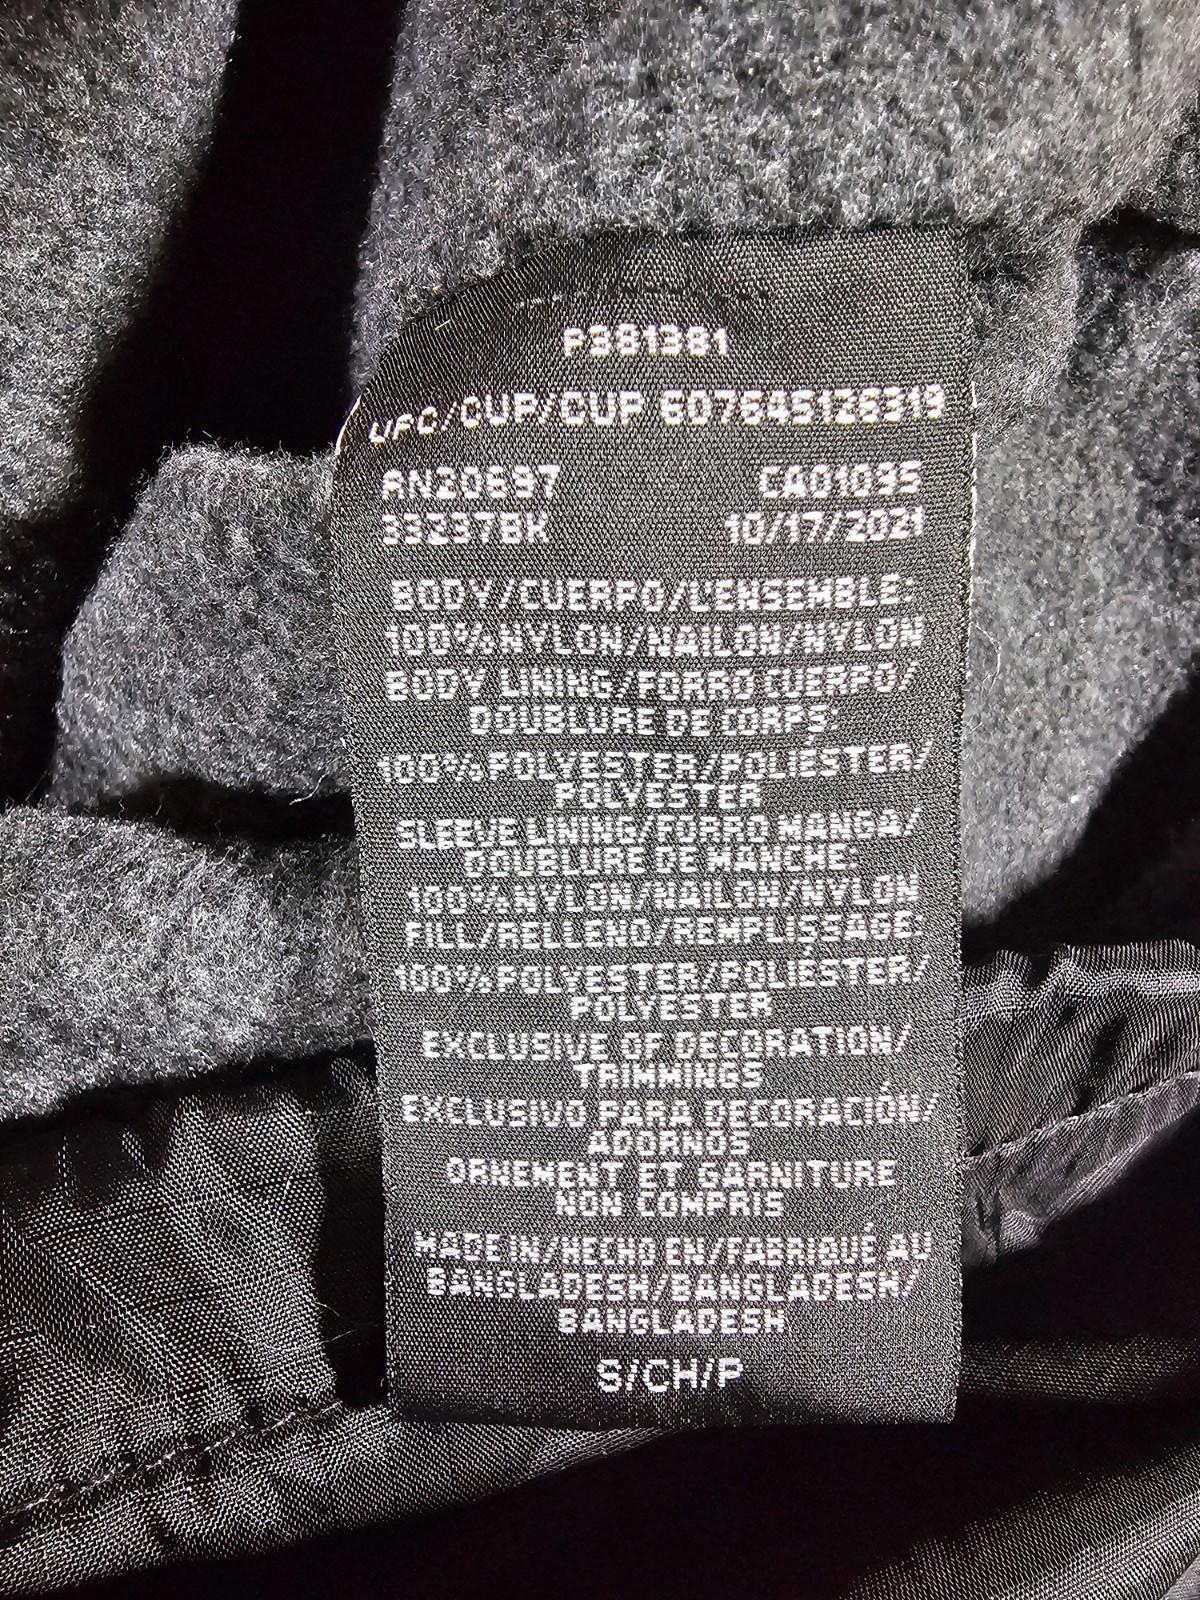 P381381
UPC/CUP/CUP 607645126319
RN20697 CA01095
33237BK 10/17/2021
BODY/CUERPO/L'ENSEMBLE:
100%NYLON/NAILON/NYLON
BODY LINING/FORRO CUERPO/
DOUBLURE DE CORPS:
100%POLYESTER/POLIÉSTER/
POLYESTER
SLEEVE LINING/FORRO MANGA/
DOUBLURE DE MANCHE:
100%NYLON/NAILON/NYLON
FILL/RELLENO/REMPLISSAGE:
100%POLYESTER/POLIESTER/
POLYESTER
EXCLUSIVE OF DECORATION/
TRIMMINGS
EXCLUSIVO PARA DECORACIÓN/
ADORNOS
ORNEMENT ET GARNITURE
NON COMPRIS
MADE IN/HECHO EN/FABRIQUÉ AU
BANGLADESH/BANGLADESH/
BANGLADESH
S/CH/P